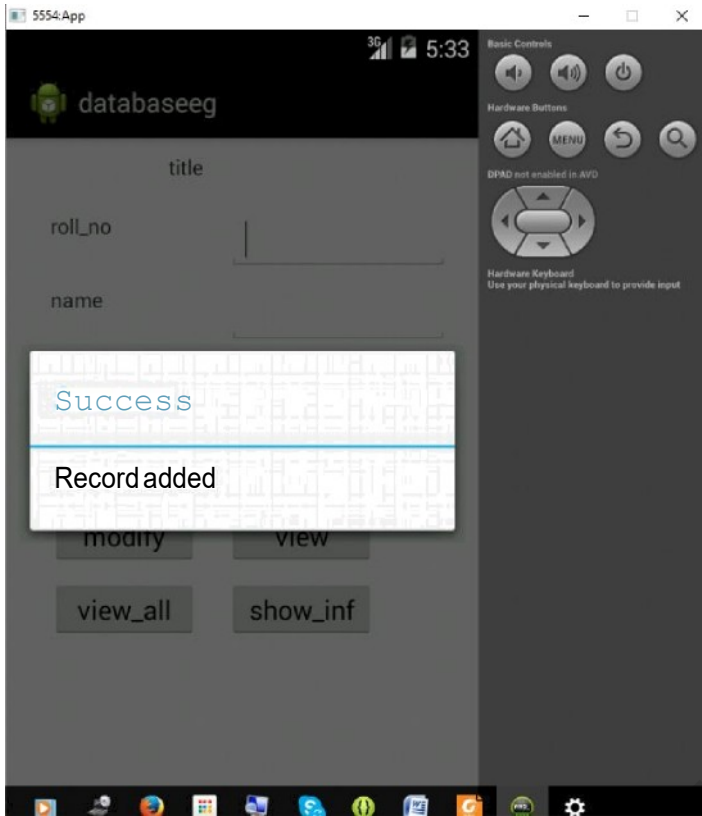 5554:App
3G 5:33
databaseeg
title
roll_no
name
Success
Record added
modify view
view_all show_inf
Basic Controls
Hardware Buttons
MENU
DPAD not enabled in AVD
Hardware Keyboard
Use your physical keyboard to provide input